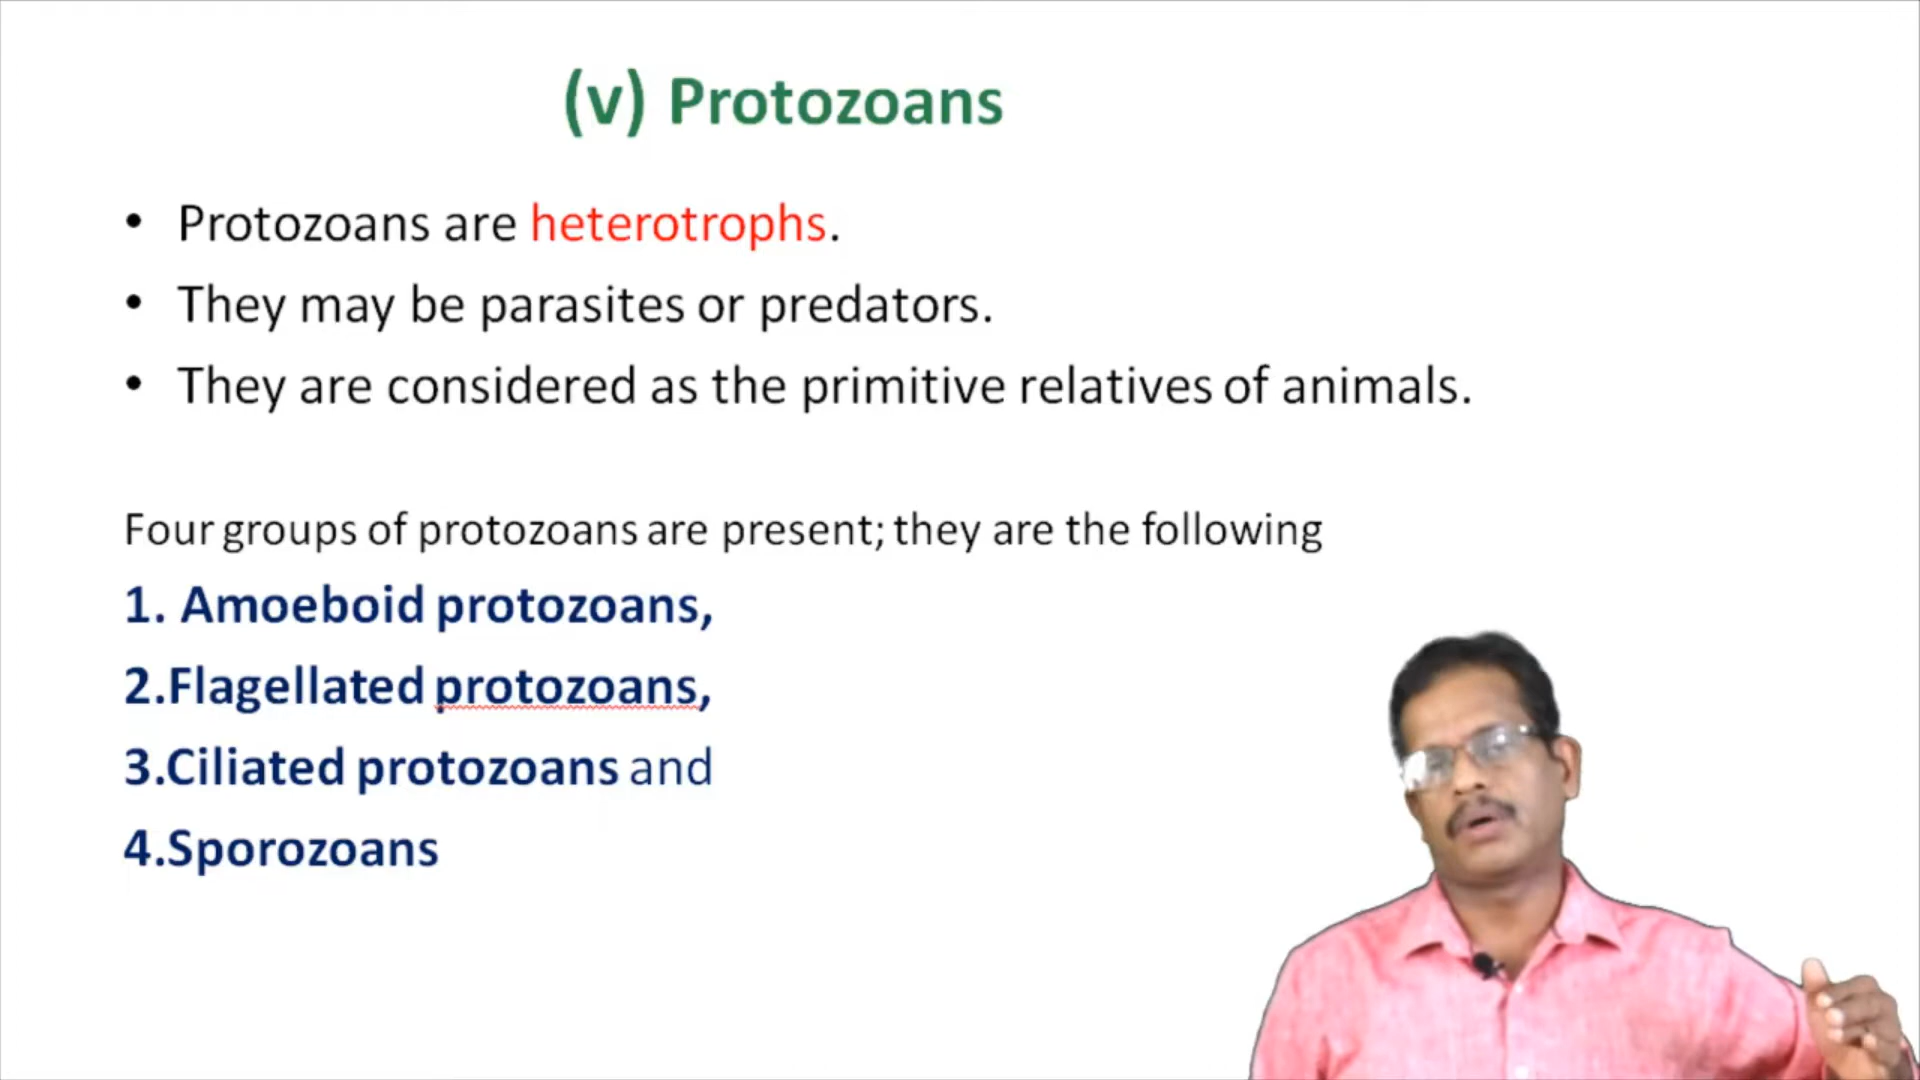 (v) Protozoans
• Protozoans are heterotrophs.
• They may be parasites or predators.
• They are considered as the primitive relatives of animals.
Four groups of protozoans are present; they are the following
1. Amoeboid protozoans,
2.Flagellated protozoans,
3.Ciliated protozoans and
4.Sporozoans